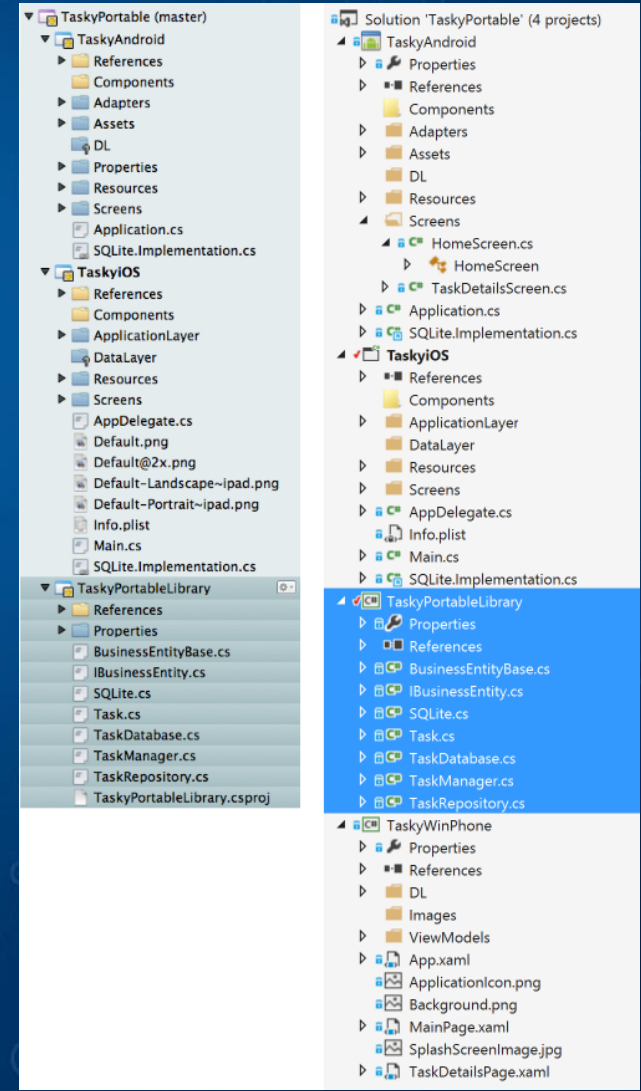 TaskyPortable (master)
TaskyAndroid
References
Components
Adapters
Assets
DL
Properties
Resources
Screens
Application.cs
SQLite.Implementation.cs
TaskyiOS
References
Components
ApplicationLayer
DataLayer
Resources
Screens
AppDelegate.cs
Default.png
Default@2x.png
Default-Landscape~ipad.png
Default-Portrait~ipad.png
Info.plist
Main.cs
SQLite.Implementation.cs
TaskyPortableLibrary
References
Properties
BusinessEntityBase.cs
IBusinessEntity.cs
SQLite.cs
Task.cs
TaskDatabase.cs
TaskManager.cs
TaskRepository.cs
TaskyPortableLibrary.csproj
Solution 'TaskyPortable' (4 projects)
TaskyAndroid
Properties
References
Components
Adapters
Assets
DL
Resources
Screens
HomeScreen.cs
HomeScreen
TaskDetailsScreen.cs
Application.cs
SQLite.Implementation.cs
TaskyiOS
References
Components
ApplicationLayer
DataLayer
Resources
Screens
AppDelegate.cs
Info.plist
Main.cs
SQLite.Implementation.cs
TaskyPortableLibrary
Properties
References
BusinessEntityBase.cs
IBusinessEntity.cs
SQLite.cs
Task.cs
TaskDatabase.cs
TaskManager.cs
TaskRepository.cs
TaskyWinPhone
Properties
References
DL
Images
ViewModels
App.xaml
ApplicationIcon.png
Background.png
MainPage.xaml
SplashScreenImage.jpg
TaskDetailsPage.xaml